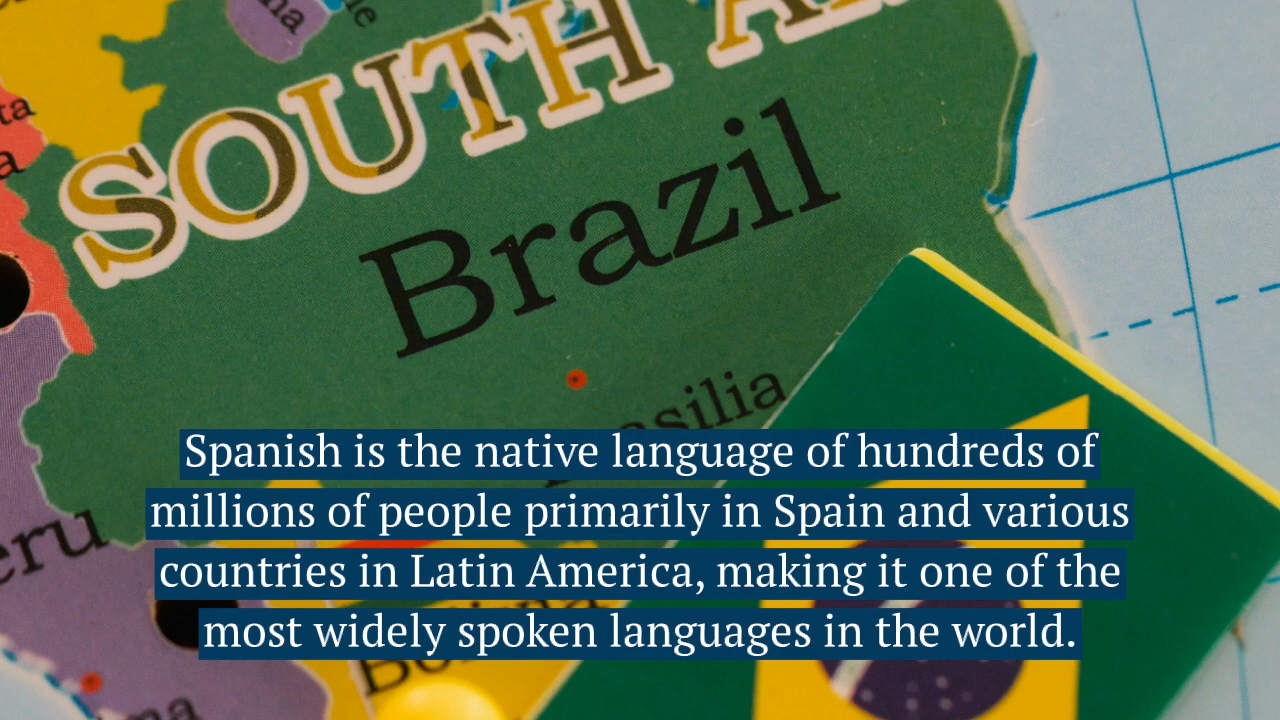 SOUTH
Brazil
Spanish is the native language of hundreds of
millions of people primarily in Spain and various
countries in Latin America, making it one of the
most widely spoken languages in the world.